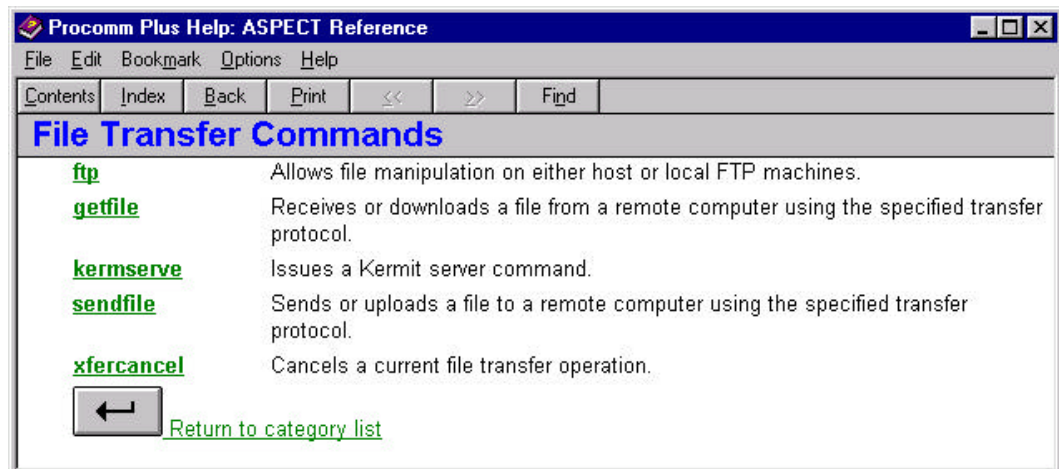 Procomm Plus Help: ASPECT Reference
File Edit Bookmark Options Help
Contents Index Back Print << >> Find
File Transfer Commands
ftp Allows file manipulation on either host or local FTP machines.
getfile Receives or downloads a file from a remote computer using the specified transfer
protocol.
kermserve Issues a Kermit server command.
sendfile Sends or uploads a file to a remote computer using the specified transfer
protocol.
xfercancel Cancels a current file transfer operation.
Return to category list